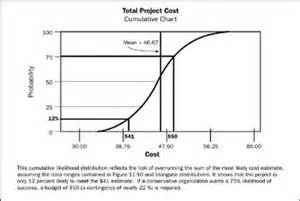 Total Project Cost
Cumulative Chart
100
Mean = 46.67
75
Probability
50
25
12%
0
$41
$50
30.00
38.75
47.50
56.25
65.00
Cost
This cumulative likelihood distribution reflects the risk of overrunning the sum of the most likely cost estimate,
assuming the data ranges contained in Figure 11-10 and triangular distributions. It shows that the project is
only 12 percent likely to meet the $41 estimate. If a conservative organization wants a 75% likelihood of
success, a budget of $50 (a contingency of nearly 22 %) is required.